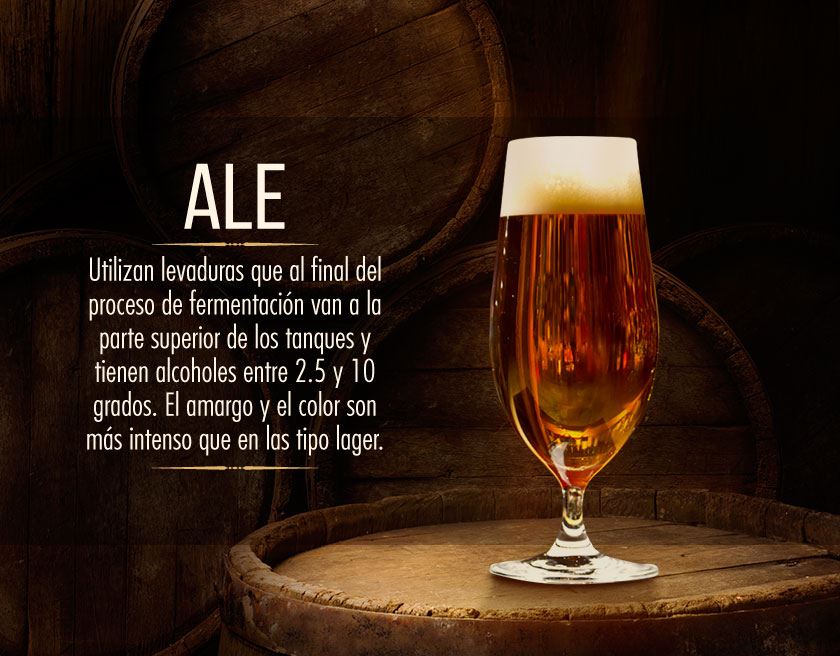 ALE
Utilizan levaduras que al final del
proceso de fermentación van a la
parte superior de los tanques y
tienen alcoholes entre 2.5 y 10
grados. El amargo y el color son
más intenso que en las tipo lager.